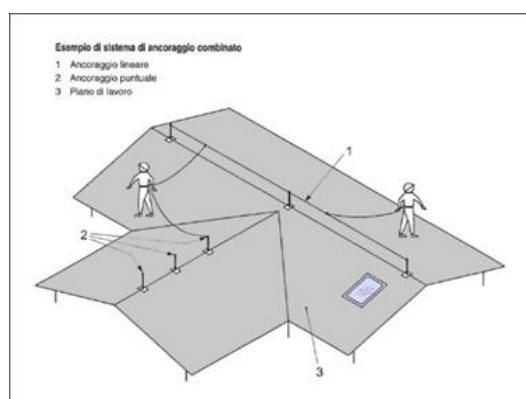 Esempio di sistema di ancoraggio combinato
1 Ancoraggio lineare
2 Ancoraggio puntuale
3 Piano di lavoro
1
2
3